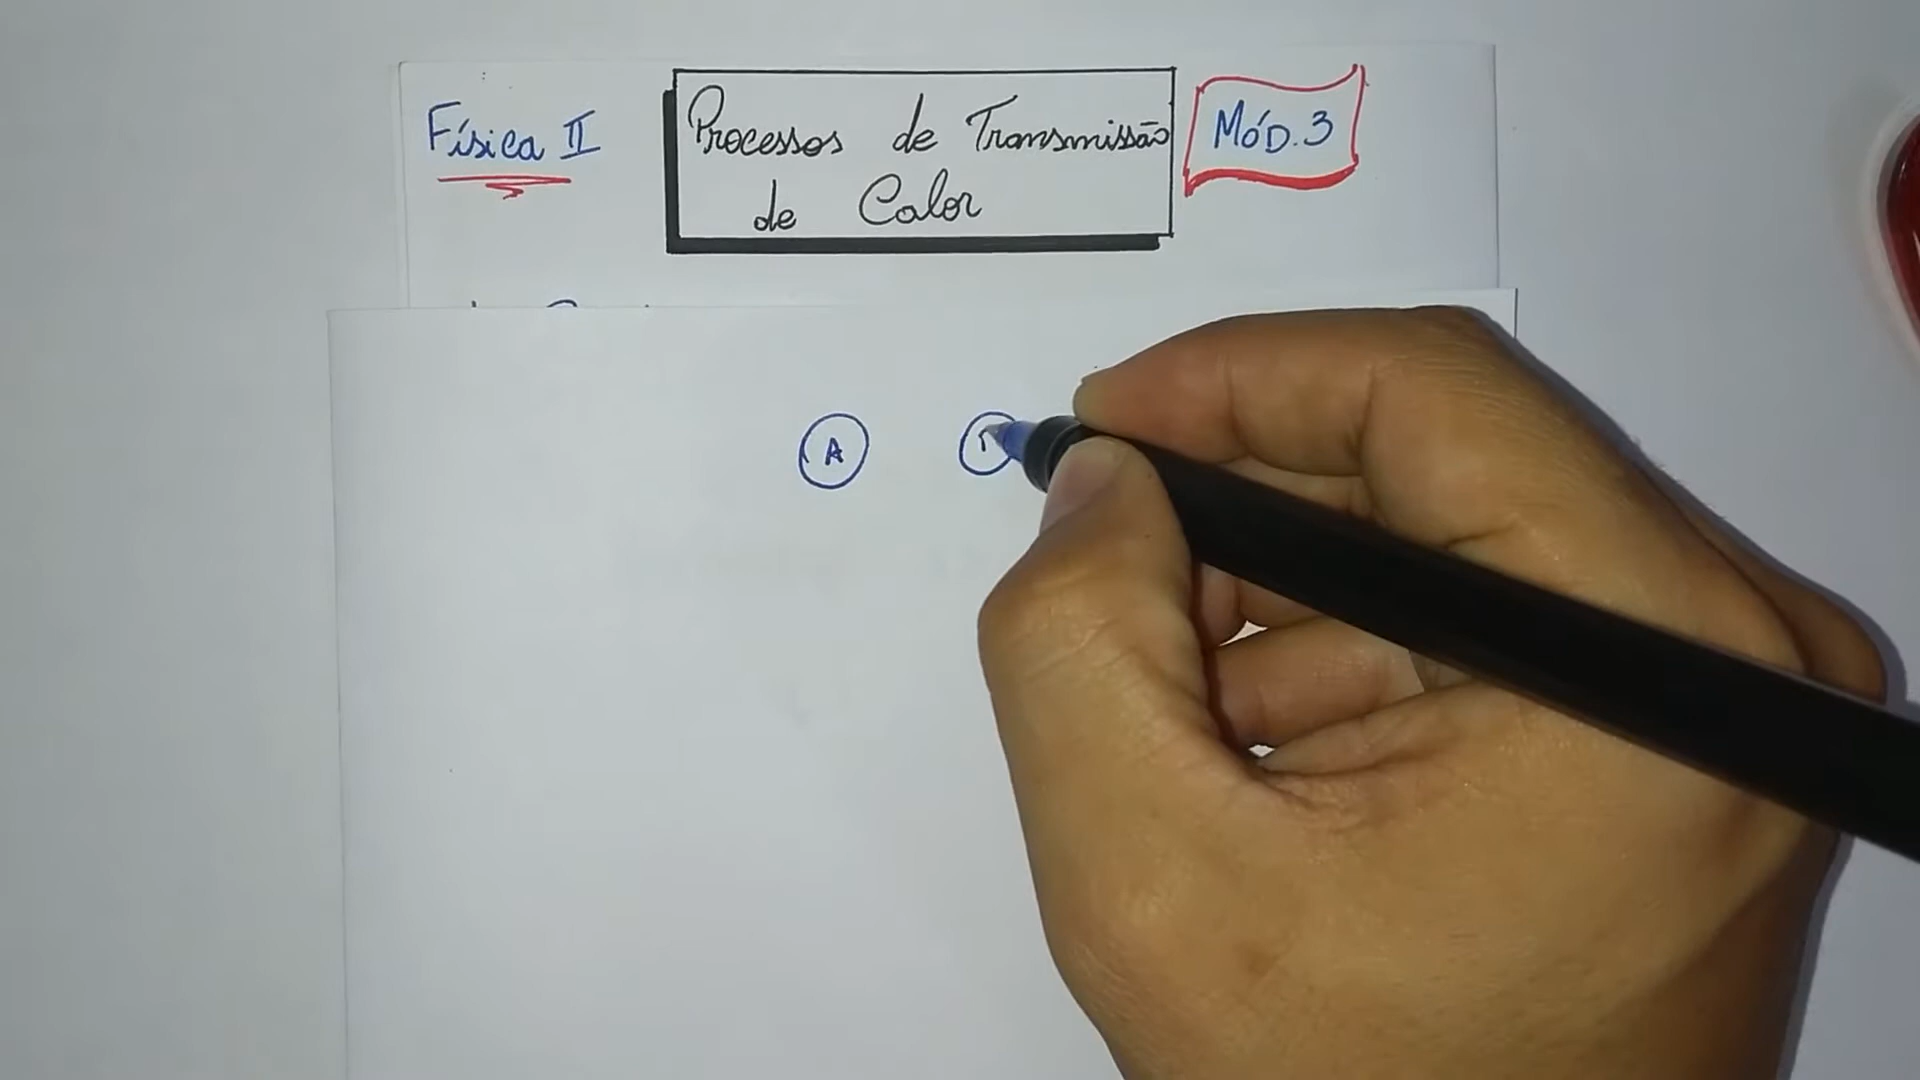 Física II
Processos de Transmissão
de Calor
MÓD. 3
A